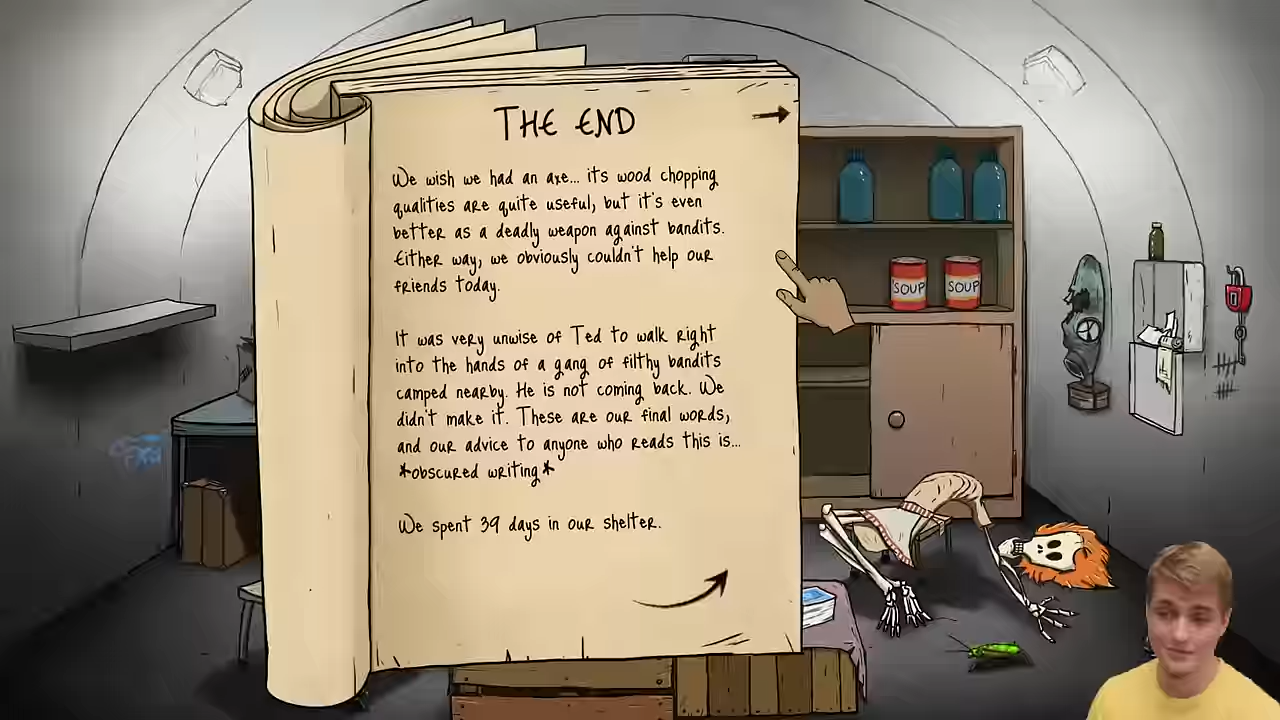 THE END
We wish we had an axe... its wood chopping
qualities are quite useful, but it's even
better as a deadly weapon against bandits.
Either way, we obviously couldn't help our
friends today.
It was very unwise of Ted to walk right
into the hands of a gang of filthy bandits
camped nearby. He is not coming back. We
didn't make it. These are our final words,
and our advice to anyone who reads this is...
*obscured writing*
We spent 39 days in our shelter.
SOUP
SOUP